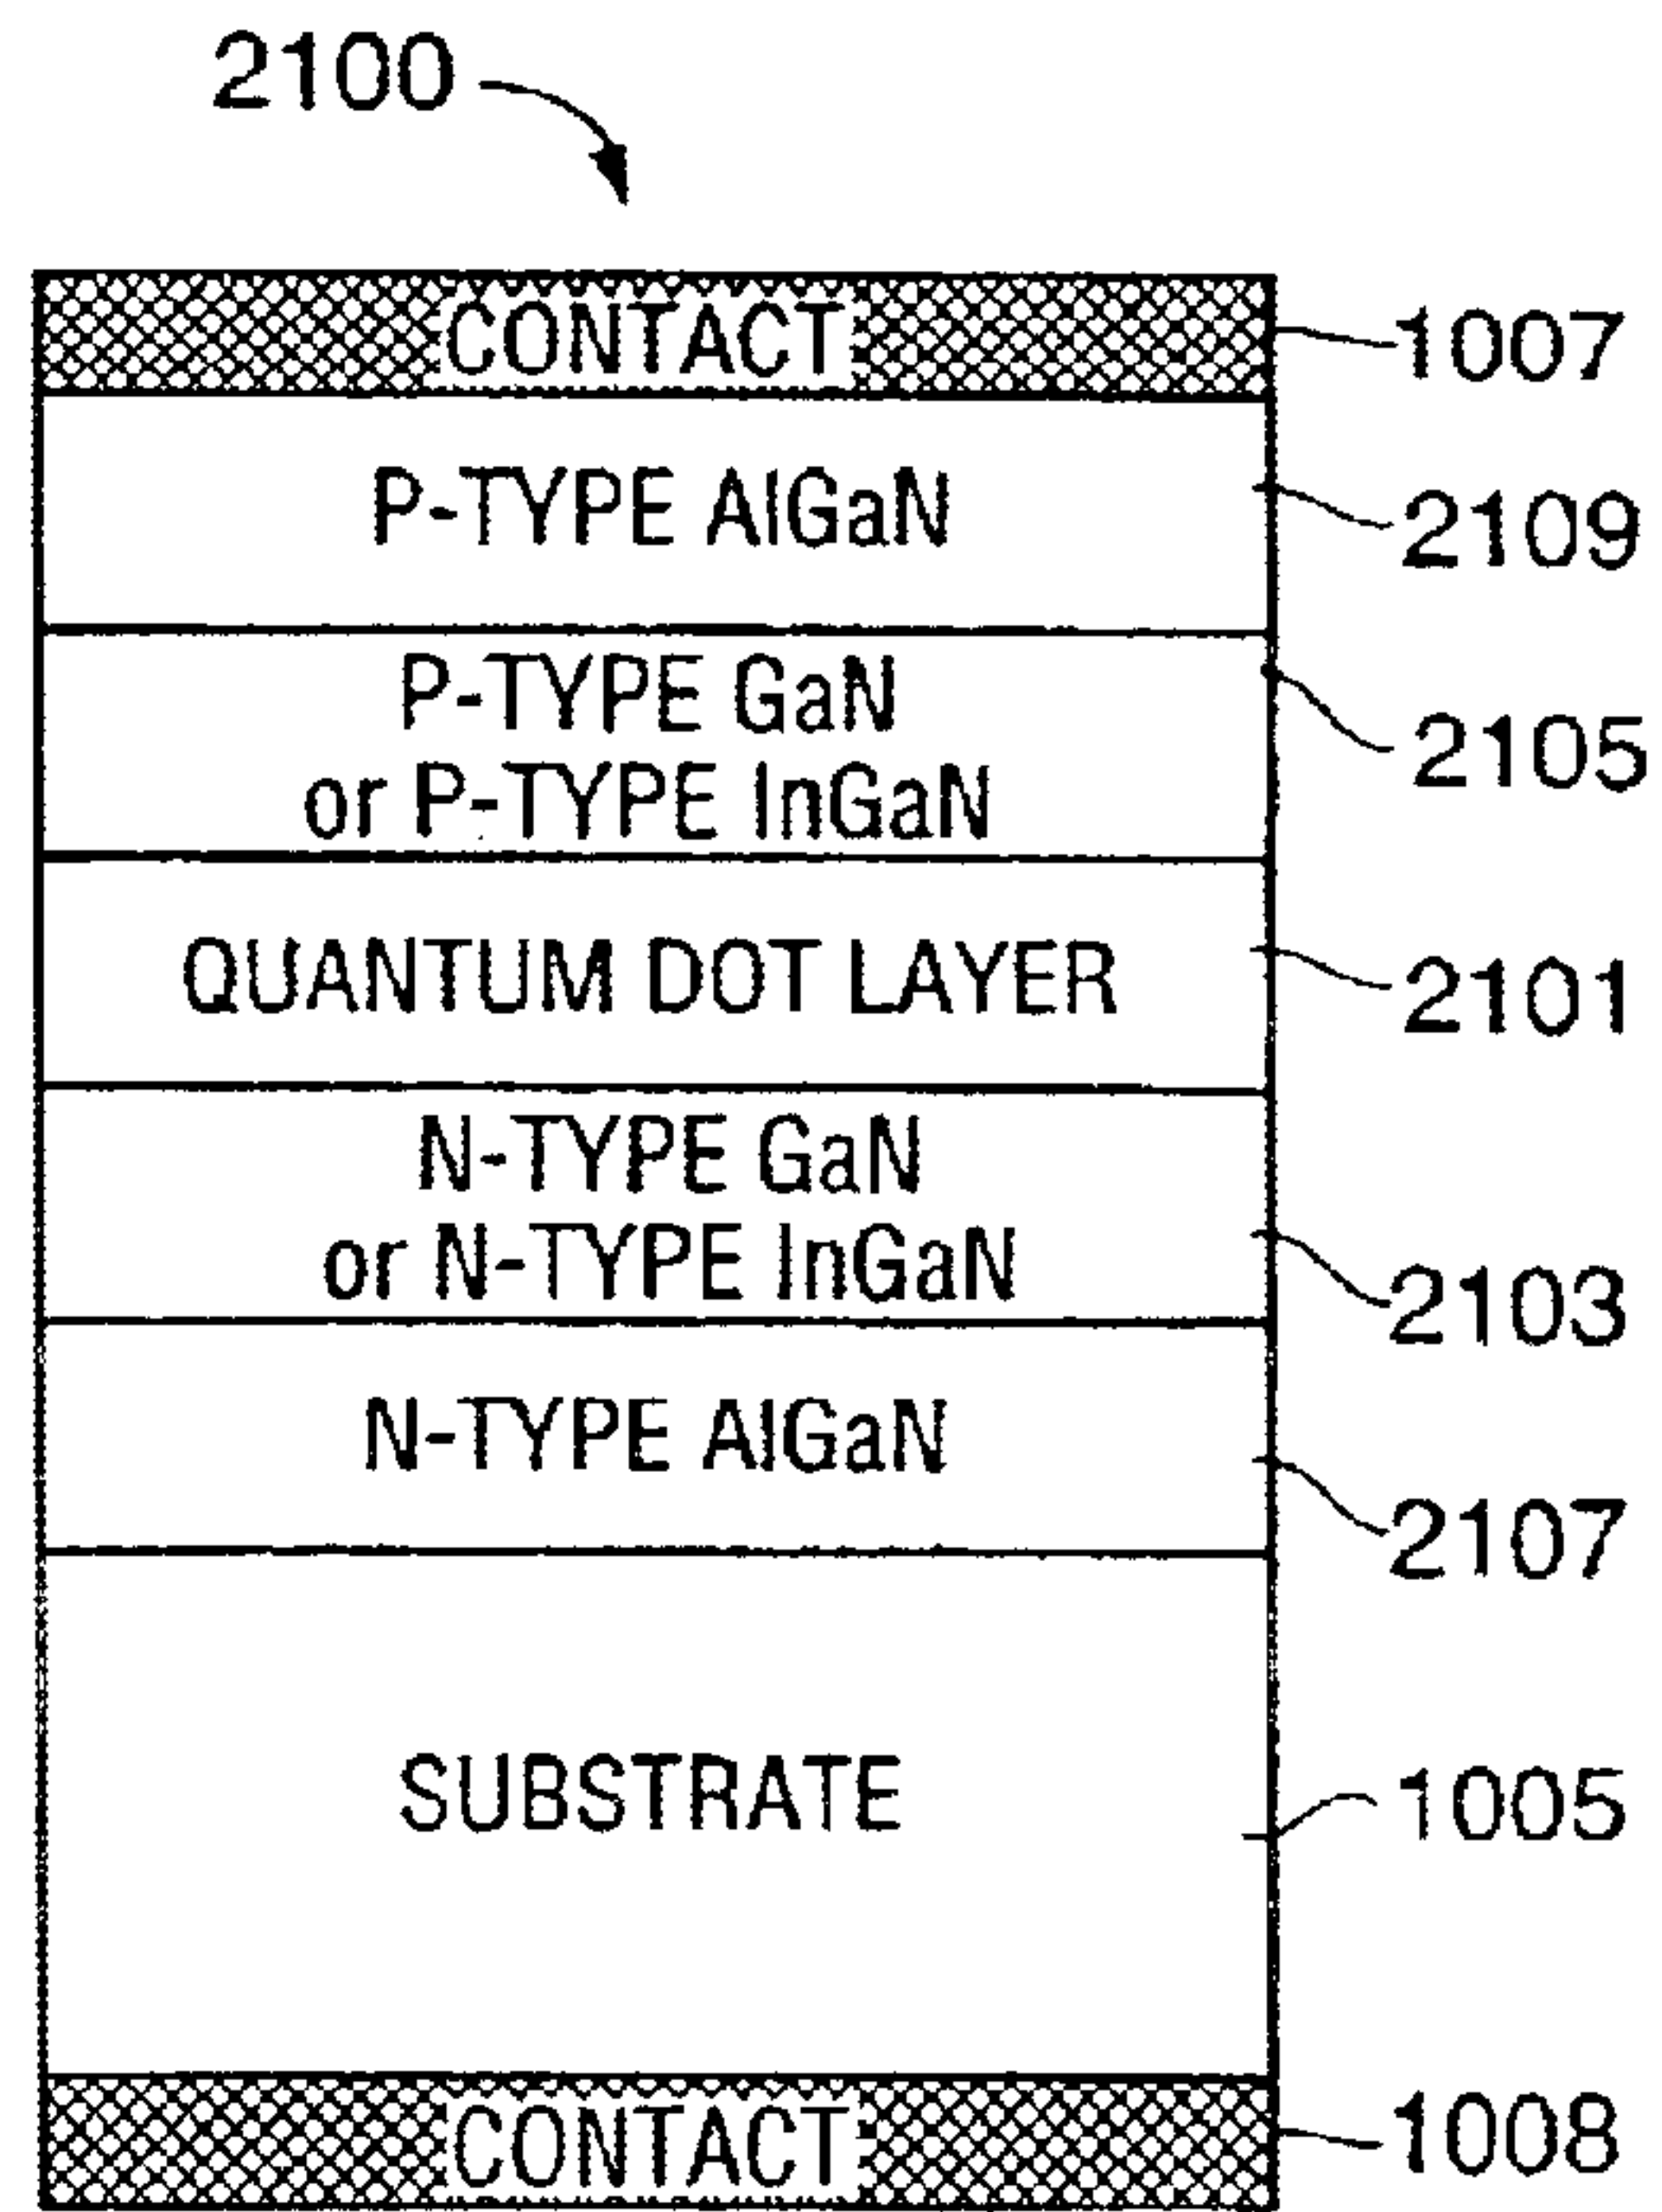 2100
CONTACT
1007
P-TYPE AlGaN
2109
P-TYPE GaN
or P-TYPE InGaN
2105
QUANTUM DOT LAYER
2101
N-TYPE GaN
or N-TYPE InGaN
2103
N-TYPE AlGaN
2107
SUBSTRATE
1005
CONTACT
1008